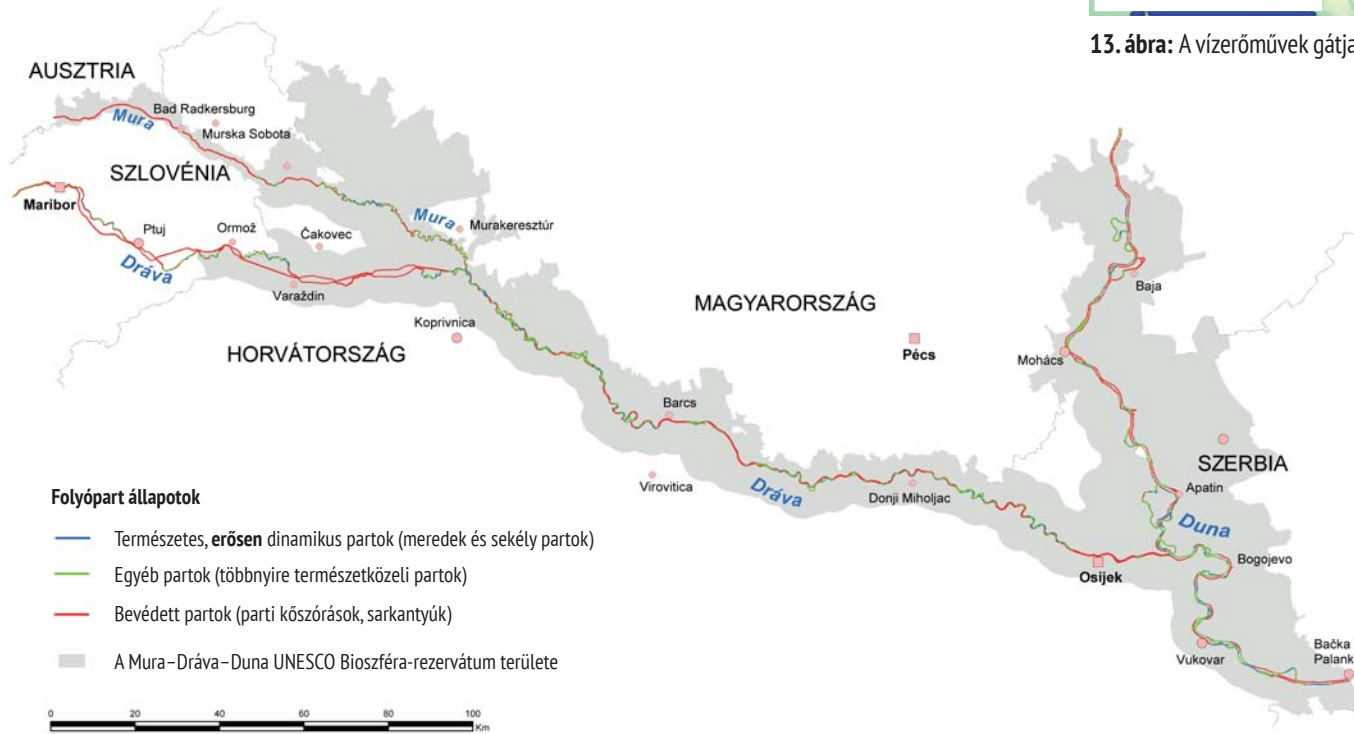 13. ábra: A vízerőművek gátja
AUSZTRIA
Mura
Bad Radkersburg
Murska Sobota
SZLOVÉNIA
Maribor
Ptuj
Ormož
Čakovec
Mura
Murakeresztúr
Dráva
Varaždin
Koprivnica
HORVÁTORSZÁG
MAGYARORSZÁG
Pécs
Baja
Mohács
Barcs
Virovitica
Dráva
Donji Miholjac
SZERBIA
Apatin
Duna
Bogojevo
Osijek
Vukovar
Bačka
Palank
Folyópart állapotok
Természetes, erősen dinamikus partok (meredek és sekély partok)
Egyéb partok (többnyire természetközeli partok)
Bevédett partok (parti kőszórások, sarkantyúk)
A Mura–Dráva–Duna UNESCO Bioszféra-rezervátum területe
0 20 40 60 80 100
Km